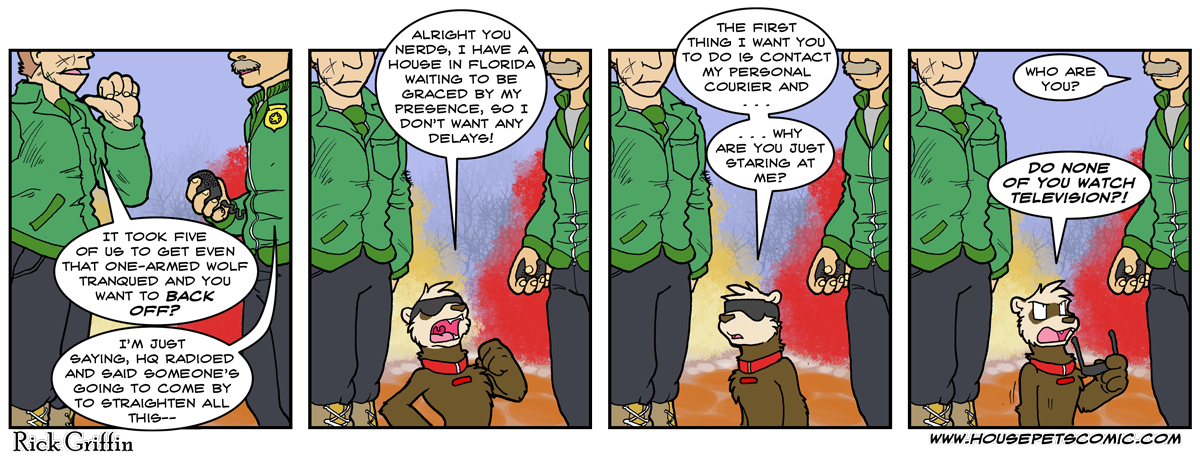 IT TOOK FIVE
OF US TO GET EVEN
THAT ONE-ARMED WOLF
TRANQUED AND YOU
WANT TO BACK
OFF?
I'M JUST
SAYING, HQ RADIOED
AND SAID SOMEONE'S
GOING TO COME BY
TO STRAIGHTEN ALL
THIS--
ALRIGHT YOU
NERDS, I HAVE A
HOUSE IN FLORIDA
WAITING TO BE
GRACED BY MY
PRESENCE, SO I
DON'T WANT ANY
DELAYS!
THE FIRST
THING I WANT YOU
TO DO IS CONTACT
MY PERSONAL
COURIER AND
. . .
. . . WHY
ARE YOU JUST
STARING AT
ME?
WHO ARE
YOU?
DO NONE
OF YOU WATCH
TELEVISION?!
Rick Griffin
WWW.HOUSEPETSCOMIC.COM